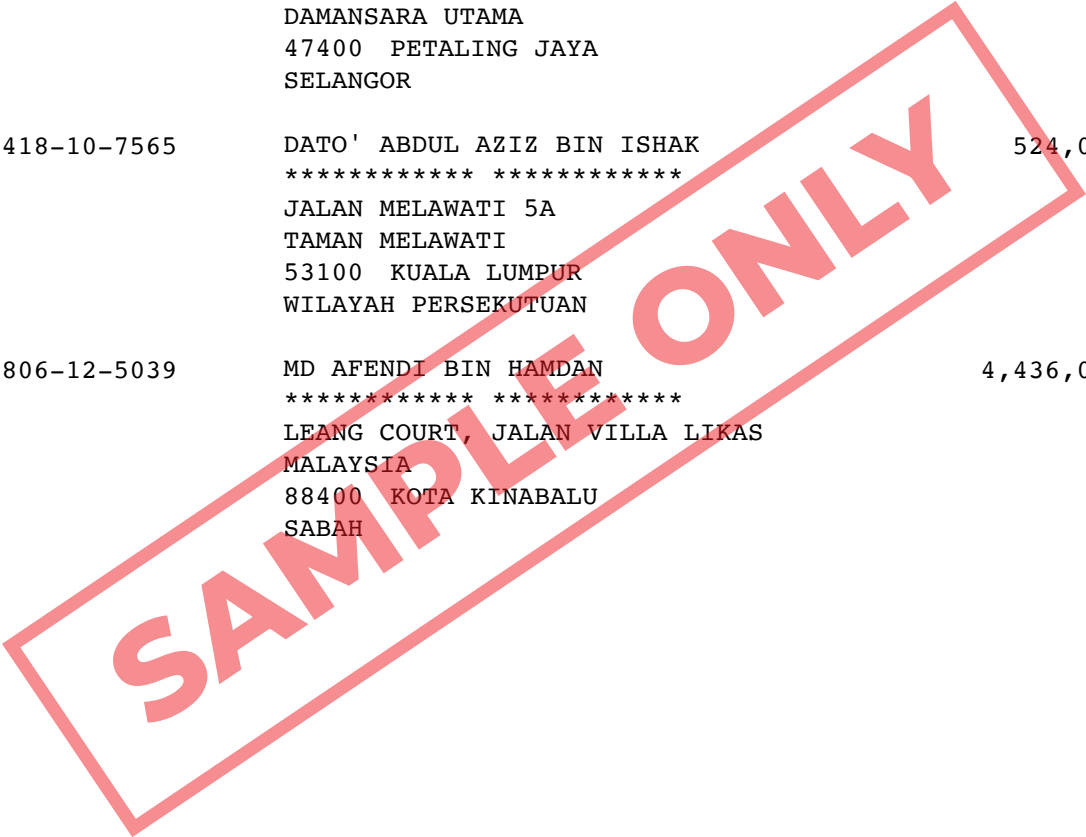 DAMANSARA UTAMA
47400 PETALING JAYA
SELANGOR
418-10-7565 DATO' ABDUL AZIZ BIN ISHAK 524,0
************ ************
JALAN MELAWATI 5A
TAMAN MELAWATI
53100 KUALA LUMPUR
WILAYAH PERSEKUTUAN
806-12-5039 MD AFENDI BIN HAMDAN 4,436,0
************ ************
LEANG COURT, JALAN VILLA LIKAS
MALAYSIA
88400 KOTA KINABALU
SABAH
SAMPLE ONLY